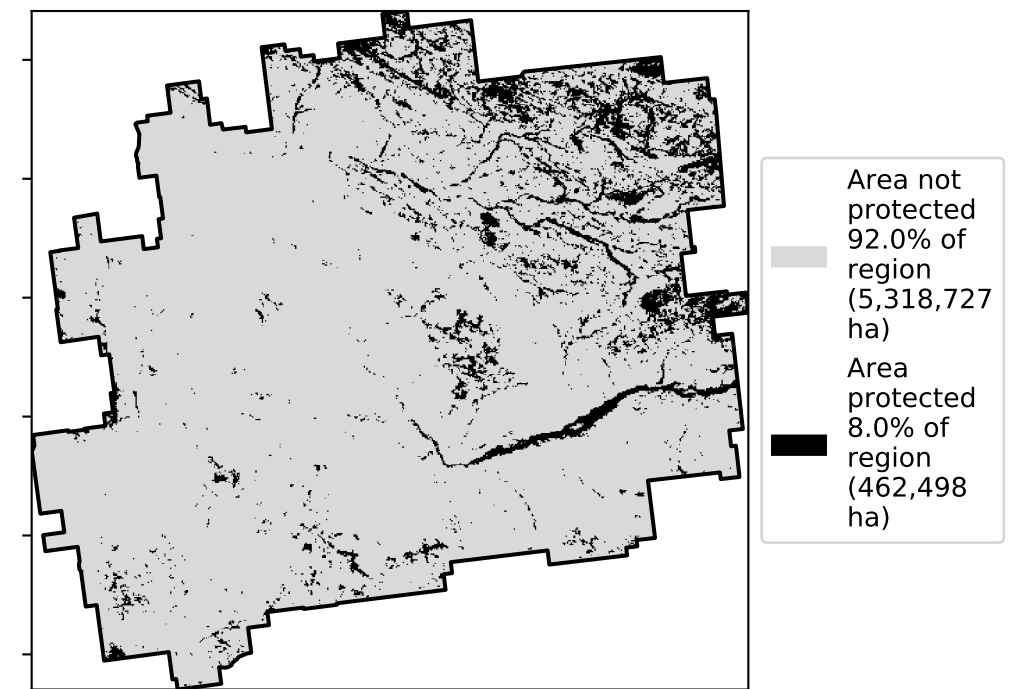 Area not
protected
92.0% of
region
(5,318,727
ha)
Area
protected
8.0% of
region
(462,498
ha)